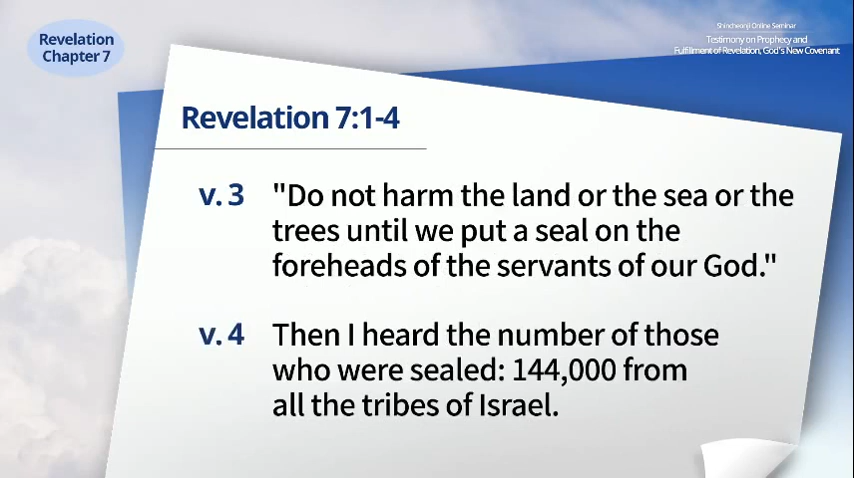 Revelation
Chapter 7
Shincheonji Online Seminar
Testimony on Prophecy and
Fulfillment of Revelation, God's New Covenant
Revelation 7:1-4
v. 3 "Do not harm the land or the sea or the
trees until we put a seal on the
foreheads of the servants of our God."
v. 4 Then I heard the number of those
who were sealed: 144,000 from
all the tribes of Israel.